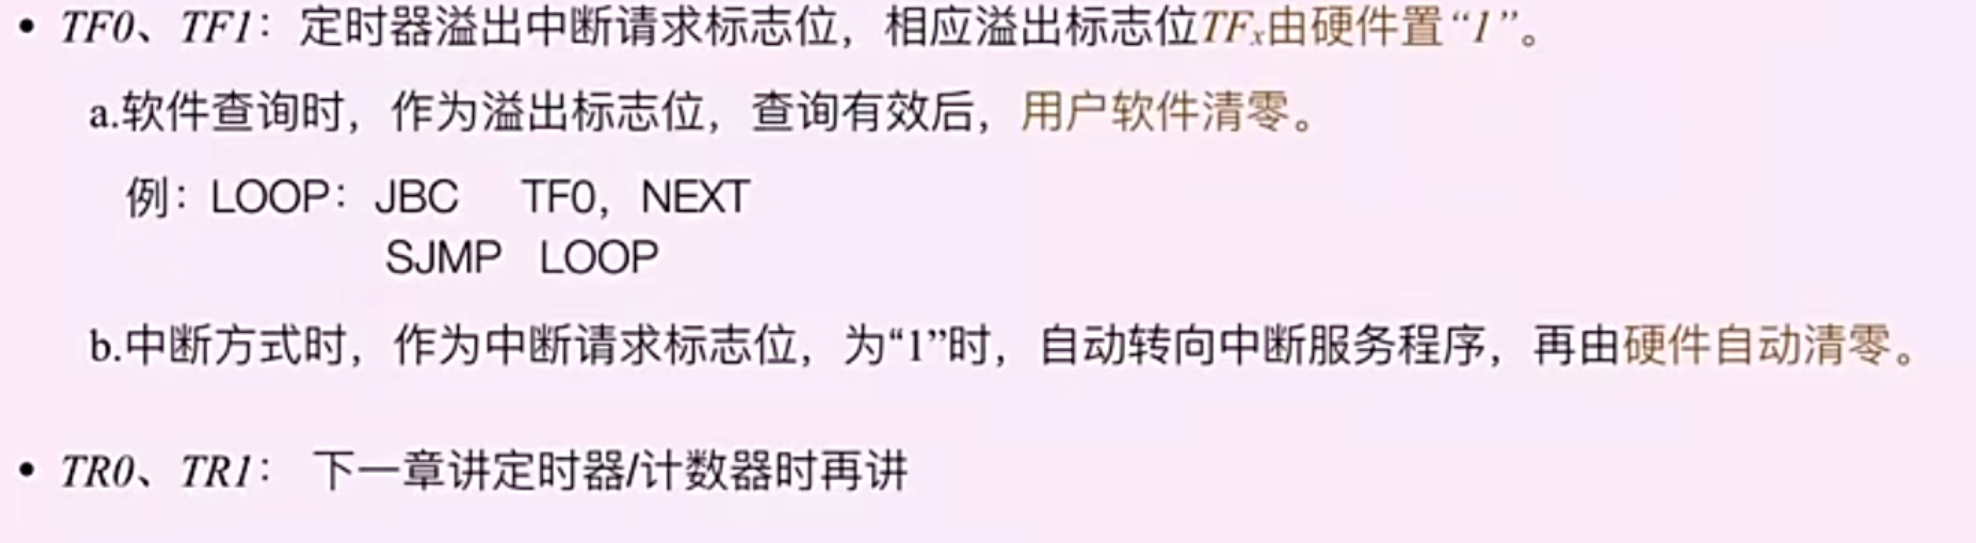 • TF0、TF1：定时器溢出中断请求标志位，相应溢出标志位TFx由硬件置“1”。
a.软件查询时，作为溢出标志位，查询有效后，用户软件清零。
例：LOOP：JBC TF0，NEXT
SJMP LOOP
b.中断方式时，作为中断请求标志位，为“1”时，自动转向中断服务程序，再由硬件自动清零。
• TR0、TR1： 下一章讲定时器/计数器时再讲